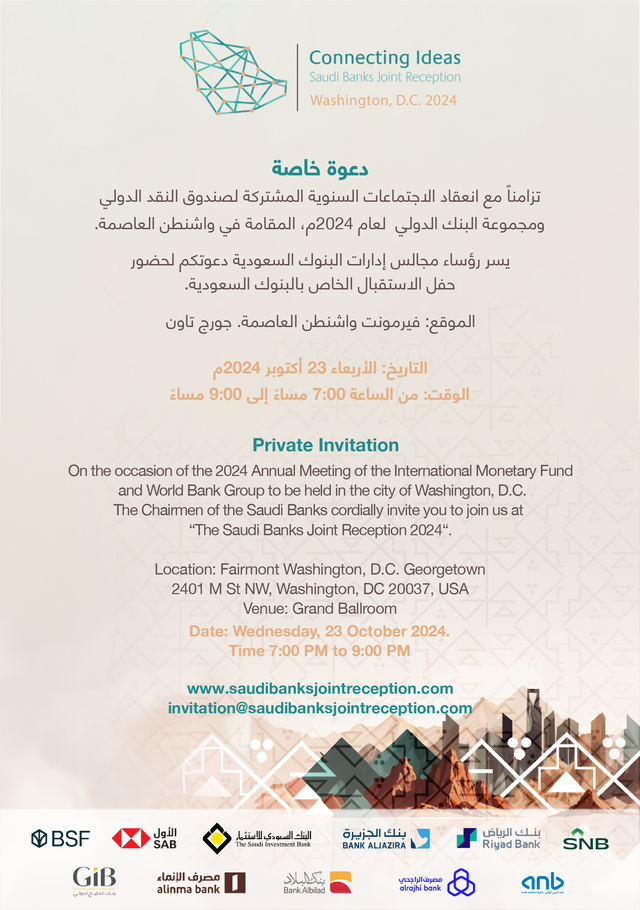 Connecting Ideas
Saudi Banks Joint Reception
Washington, D.C. 2024
دعوة خاصة
تزامناً مع انعقاد الاجتماعات السنوية المشتركة لصندوق النقد الدولي
ومجموعة البنك الدولي لعام 2024م، المقامة في واشنطن العاصمة.
يسر رؤساء مجالس إدارات البنوك السعودية دعوتكم لحضور
حفل الاستقبال الخاص بالبنوك السعودية.
الموقع: فيرمونت واشنطن العاصمة. جورج تاون
التاريخ: الأربعاء 23 أكتوبر 2024م
الوقت: من الساعة 7:00 مساءً إلى 9:00 مساءً
Private Invitation
On the occasion of the 2024 Annual Meeting of the International Monetary Fund
and World Bank Group to be held in the city of Washington, D.C.
The Chairmen of the Saudi Banks cordially invite you to join us at
“The Saudi Banks Joint Reception 2024“.
Location: Fairmont Washington, D.C. Georgetown
2401 M St NW, Washington, DC 20037, USA
Venue: Grand Ballroom
Date: Wednesday, 23 October 2024.
Time 7:00 PM to 9:00 PM
www.saudibanksjointreception.com
invitation@saudibanksjointreception.com
BSF
الأول
SAB
البنك السعودي للاستثمار
The Saudi Investment Bank
بنك الجزيرة
BANK ALJAZIRA
بنك الرياض
Riyad Bank
SNB
GIB
بنك الخليج الدولي
مصرف الإنماء
alinma bank
بنك البلاد
Bank Albilad
مصرف الراجحي
alrajhi bank
anb